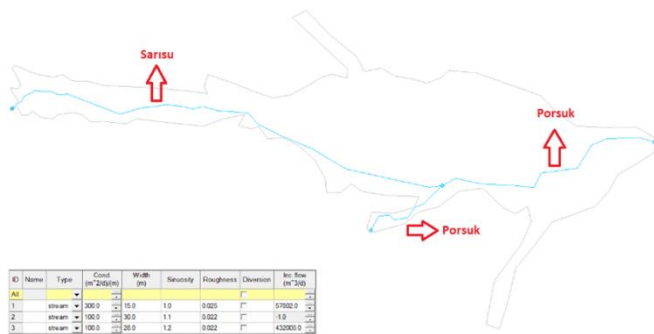 Sarısu
Porsuk
Porsuk
ID Name Type Cond. (m^2/d)/(m) Width (m) Sinuosity Roughness Diversion Inc. flow (m^3/d)
All
1 stream 300.0 15.0 1.0 0.025 57802.0
2 stream 100.0 30.0 1.1 0.022 -1.0
3 stream 100.0 28.0 1.2 0.022 432000.0